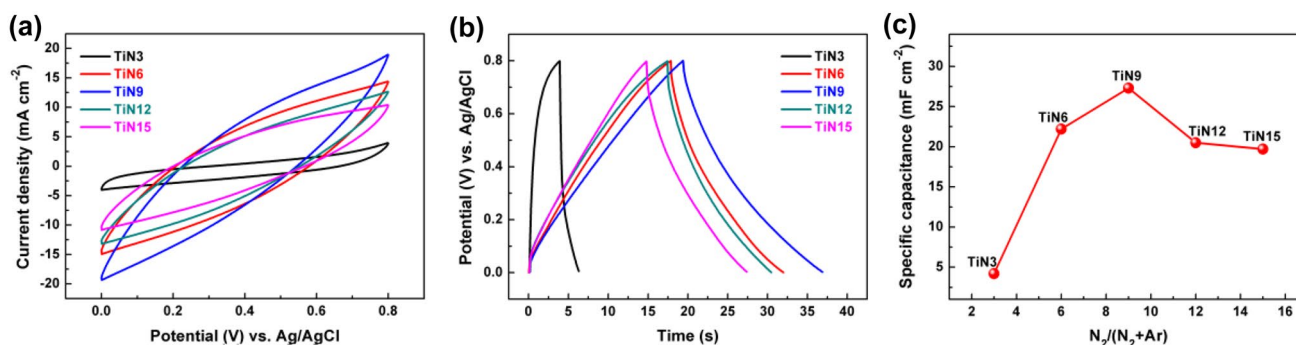 (a)
20
15
10
5
0
-5
-10
-15
-20
Current density (mA cm-2)
TiN3
TiN6
TiN9
TiN12
TiN15
0.0 0.2 0.4 0.6 0.8
Potential (V) vs. Ag/AgCl
(b)
0.8
0.6
0.4
0.2
0.0
Potential (V) vs. Ag/AgCl
TiN3
TiN6
TiN9
TiN12
TiN15
0 5 10 15 20 25 30 35 40
Time (s)
(c)
30
25
20
15
10
5
Specific capacitance (mF cm-2)
TiN3
TiN6
TiN9
TiN12
TiN15
2 4 6 8 10 12 14 16
N2/(N2+Ar)